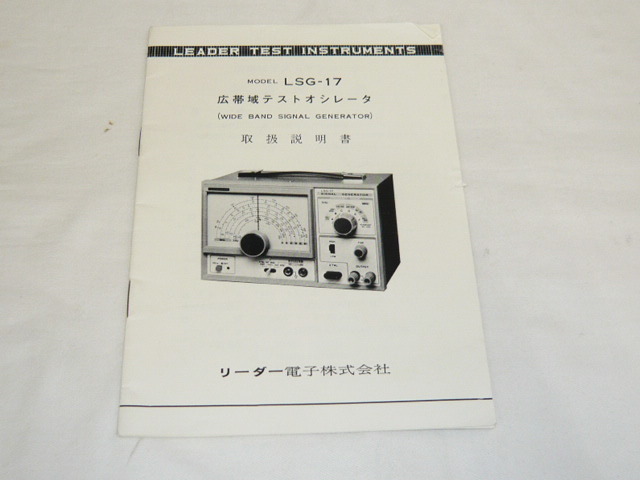 LEADER TEST INSTRUMENTS
MODEL LSG-17
広帯域テストオシレータ
(WIDE BAND SIGNAL GENERATOR)
取扱説明書
リーダー電子株式会社